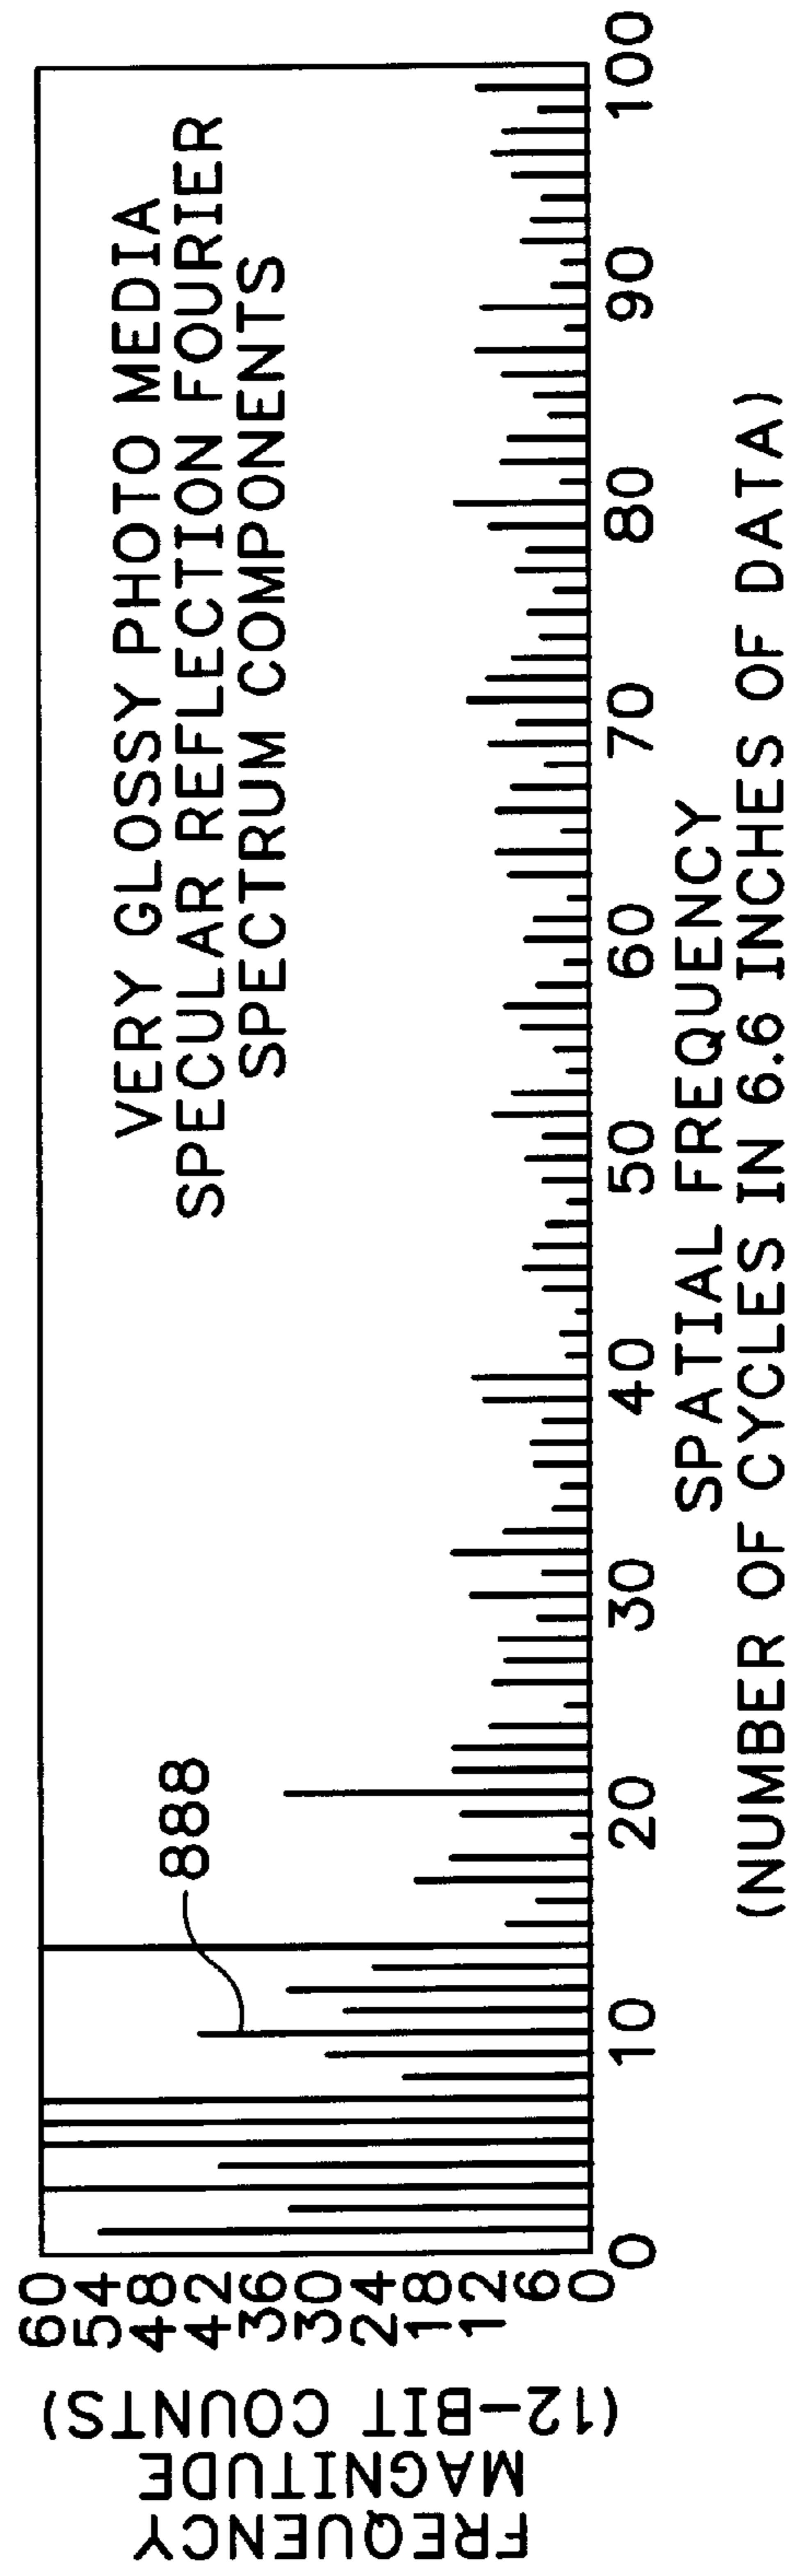 VERY GLOSSY PHOTO MEDIA
SPECULAR REFLECTION FOURIER
SPECTRUM COMPONENTS
888
FREQUENCY
MAGNITUDE
(12-BIT COUNTS)
60
54
48
42
36
30
24
18
12
6
0
0 10 20 30 40 50 60 70 80 90 100
SPATIAL FREQUENCY
(NUMBER OF CYCLES IN 6.6 INCHES OF DATA)